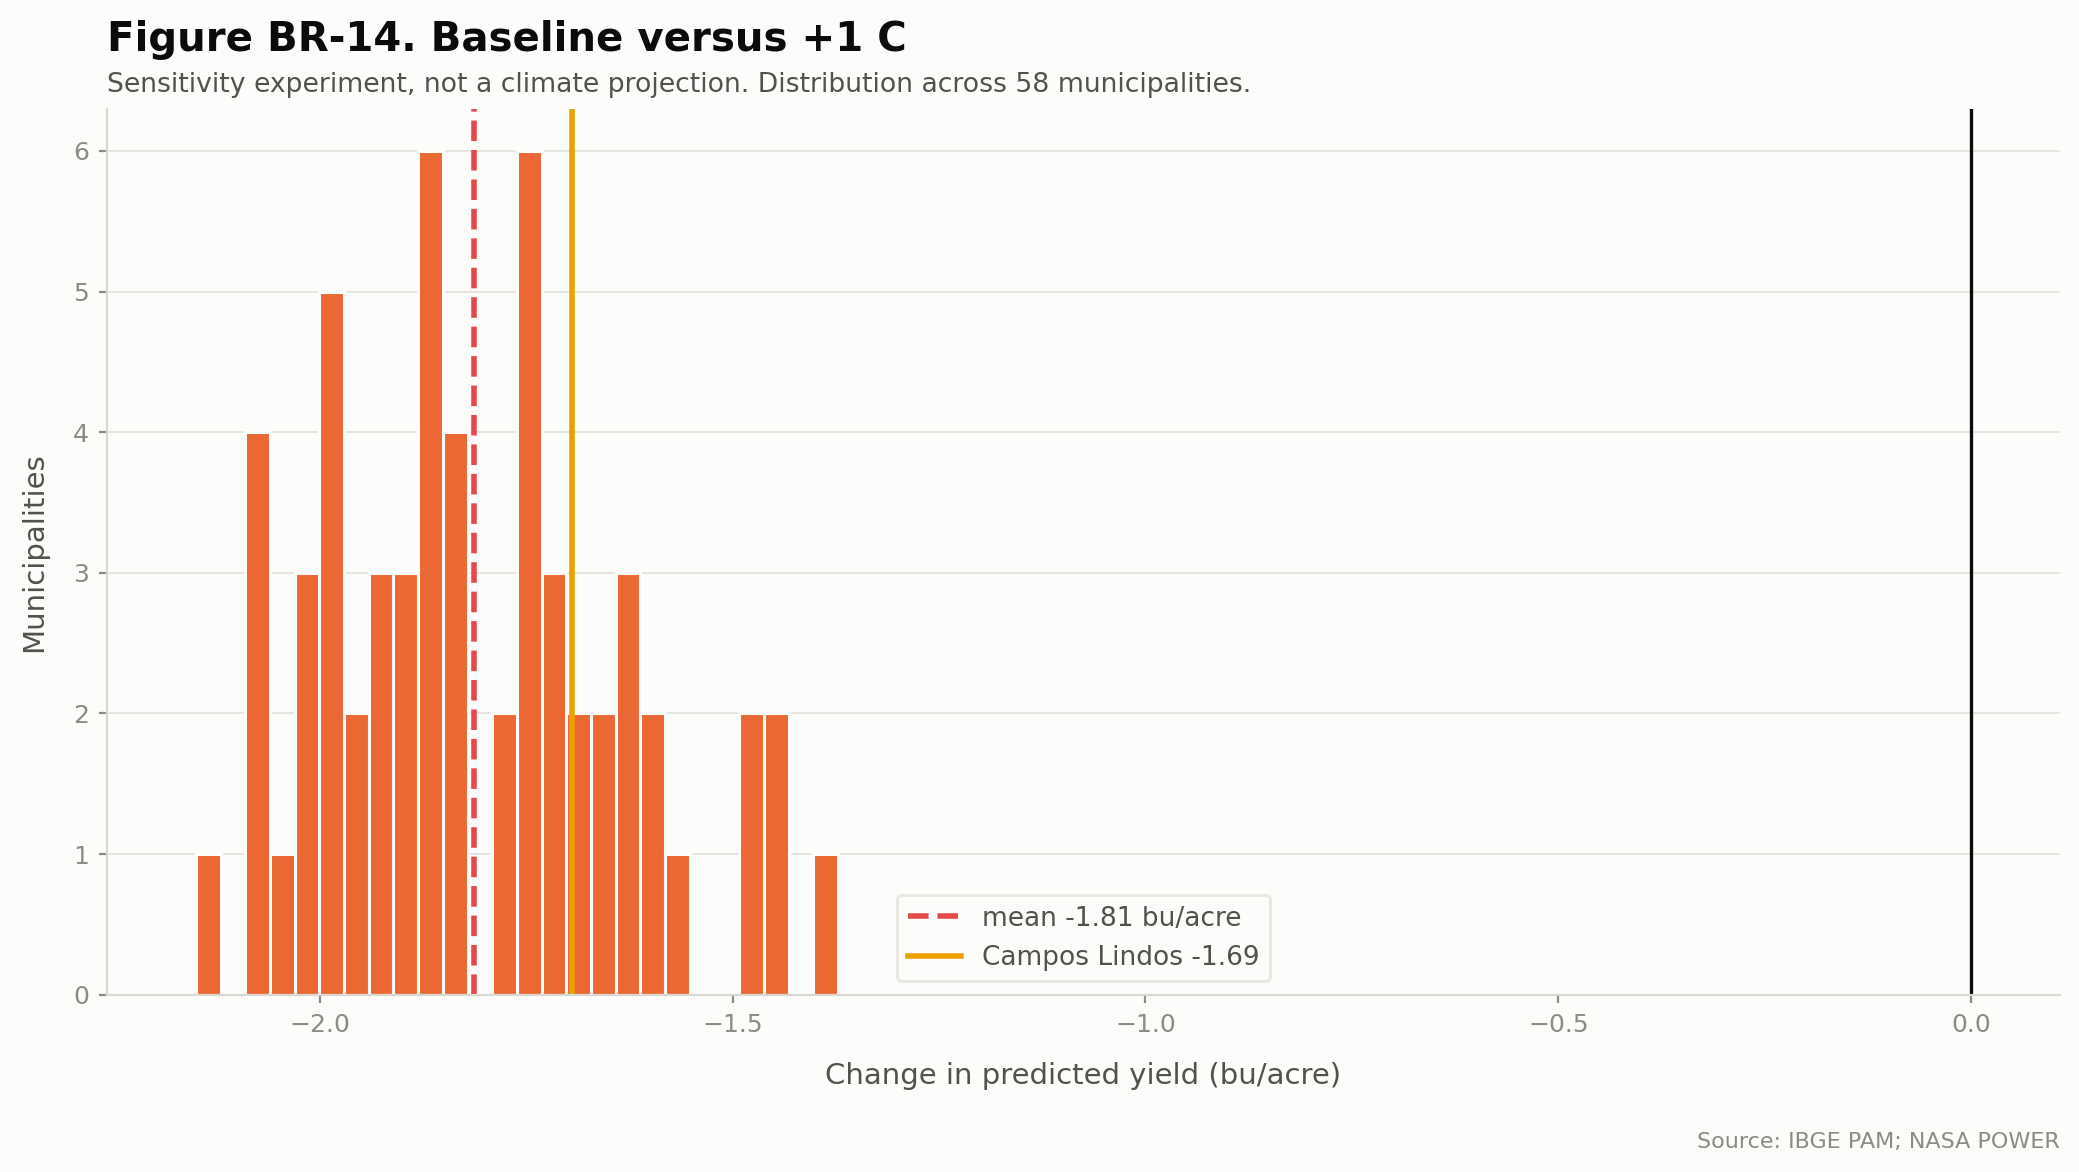 Figure BR-14. Baseline versus +1 C
Sensitivity experiment, not a climate projection. Distribution across 58 municipalities.
Municipalities
6
5
4
3
2
1
0
mean -1.81 bu/acre
Campos Lindos -1.69
−2.0 −1.5 −1.0 −0.5 0.0
Change in predicted yield (bu/acre)
Source: IBGE PAM; NASA POWER